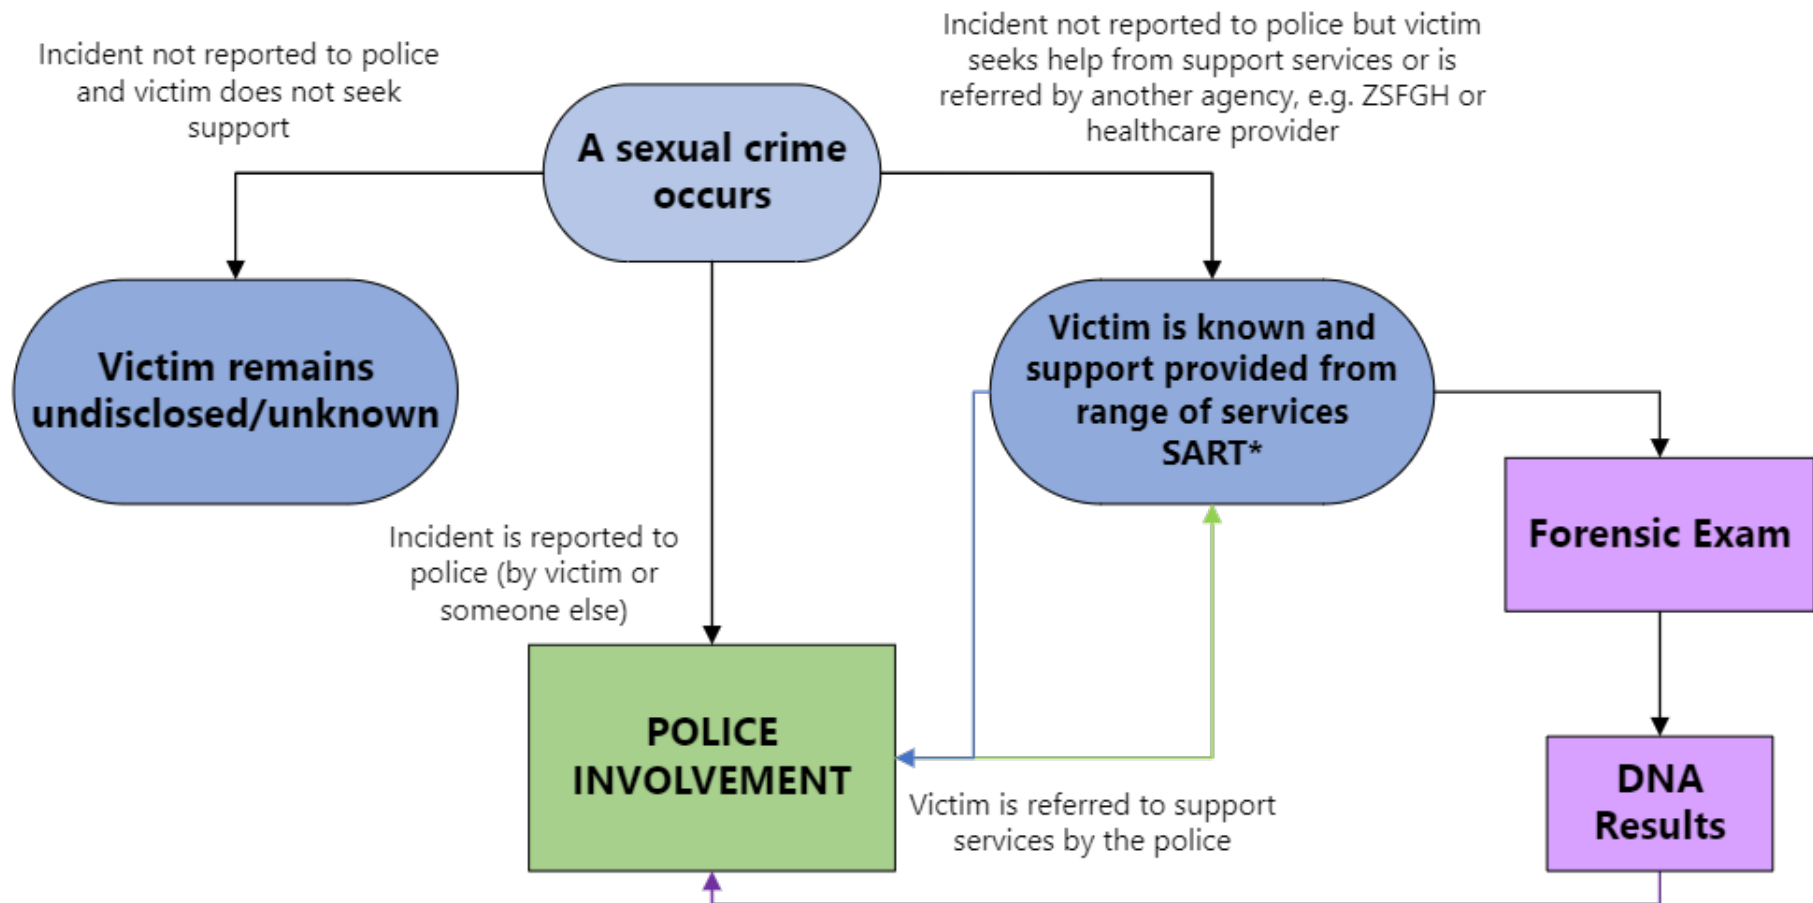 Incident not reported to police
and victim does not seek
support
Incident not reported to police but victim
seeks help from support services or is
referred by another agency, e.g. ZSFGH or
healthcare provider
A sexual crime
occurs
Victim remains
undisclosed/unknown
Victim is known and
support provided from
range of services
SART*
Forensic Exam
Incident is reported to
police (by victim or
someone else)
POLICE
INVOLVEMENT
Victim is referred to support
services by the police
DNA
Results